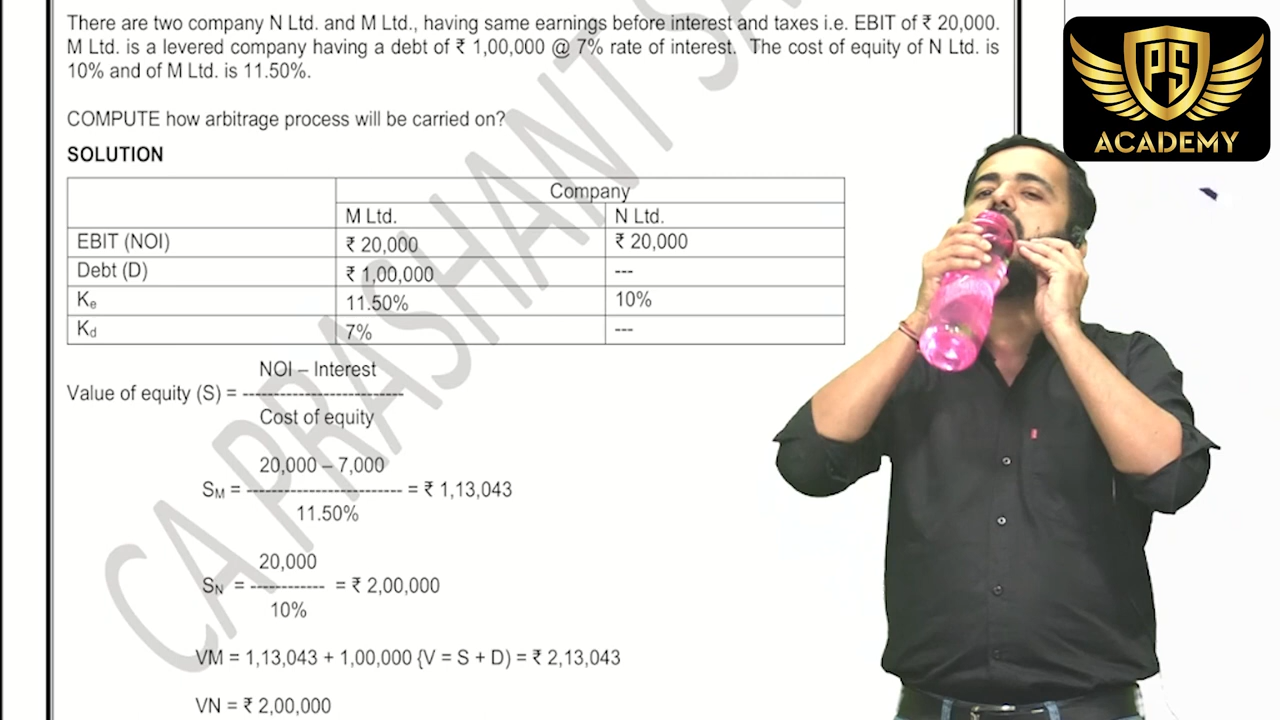 There are two company N Ltd. and M Ltd., having same earnings before interest and taxes i.e. EBIT of ₹ 20,000.
M Ltd. is a levered company having a debt of ₹ 1,00,000 @ 7% rate of interest. The cost of equity of N Ltd. is
10% and of M Ltd. is 11.50%.
COMPUTE how arbitrage process will be carried on?
SOLUTION
Company
M Ltd. N Ltd.
EBIT (NOI) ₹ 20,000 ₹ 20,000
Debt (D) ₹ 1,00,000 ---
Ke 11.50% 10%
Kd 7% ---
NOI – Interest
Value of equity (S) = --------------------------
Cost of equity
20,000 – 7,000
SM = -------------------------- = ₹ 1,13,043
11.50%
20,000
SN = ------------ = ₹ 2,00,000
10%
VM = 1,13,043 + 1,00,000 {V = S + D) = ₹ 2,13,043
VN = ₹ 2,00,000
CA PRASHANT
PS
ACADEMY